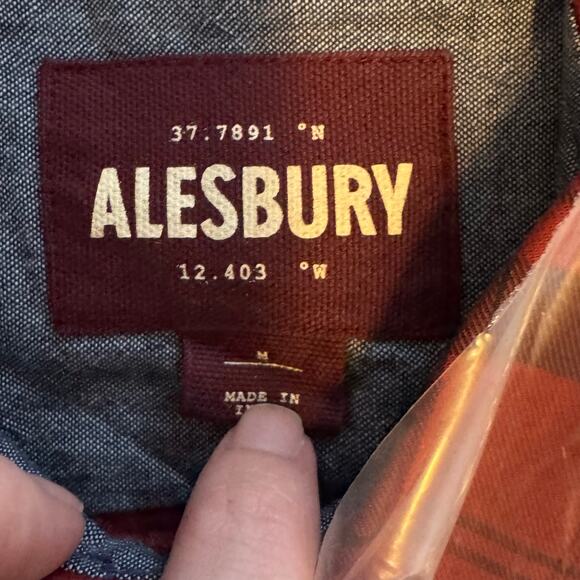 37.7891 °N
ALESBURY
12.403 °W
M
MADE IN